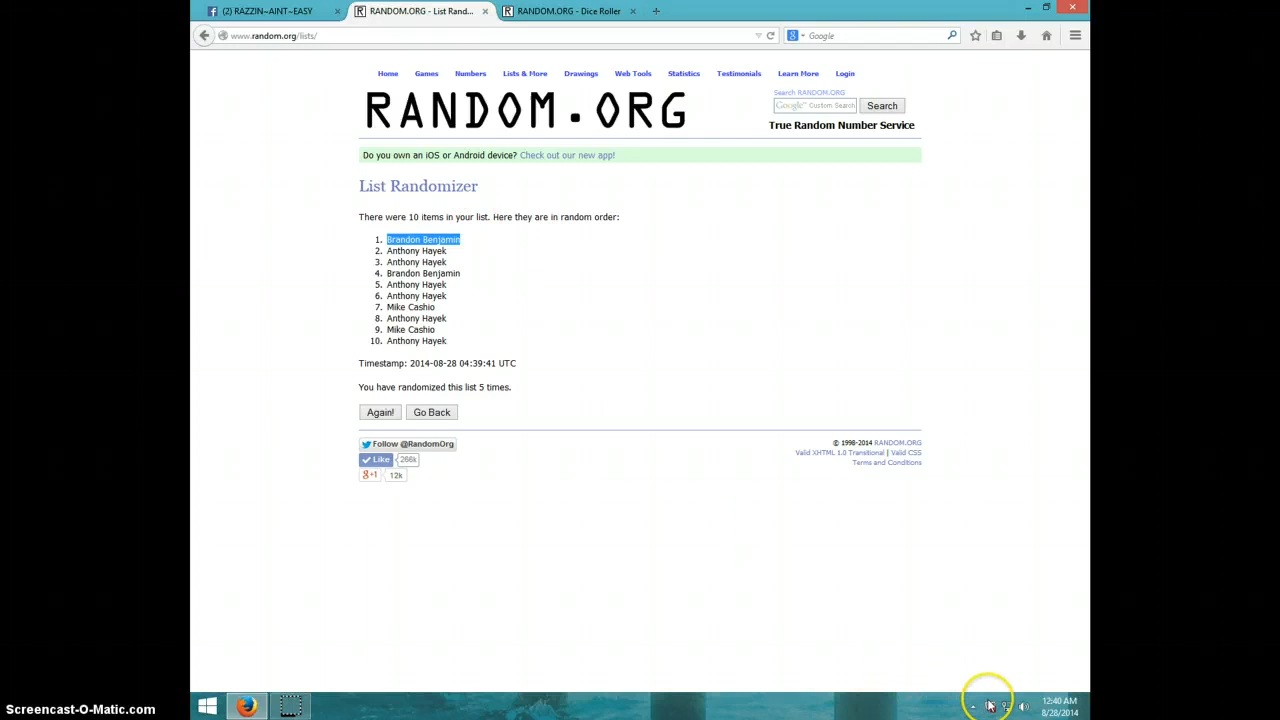 (2) RAZZIN~AINT~EASY × RANDOM.ORG - List Rand... × RANDOM.ORG - Dice Roller × +
www.random.org/lists/ Google
Home Games Numbers Lists & More Drawings Web Tools Statistics Testimonials Learn More Login
Search RANDOM.ORG
RANDOM.ORG
Google™ Custom Search Search
True Random Number Service
Do you own an iOS or Android device? Check out our new app!
List Randomizer
There were 10 items in your list. Here they are in random order:
1. Brandon Benjamin
2. Anthony Hayek
3. Anthony Hayek
4. Brandon Benjamin
5. Anthony Hayek
6. Anthony Hayek
7. Mike Cashio
8. Anthony Hayek
9. Mike Cashio
10. Anthony Hayek
Timestamp: 2014-08-28 04:39:41 UTC
You have randomized this list 5 times.
Again! Go Back
Follow @RandomOrg
Like 266k
+1 12k
© 1998-2014 RANDOM.ORG
Valid XHTML 1.0 Transitional | Valid CSS
Terms and Conditions
12:40 AM
8/28/2014
Screencast-O-Matic.com